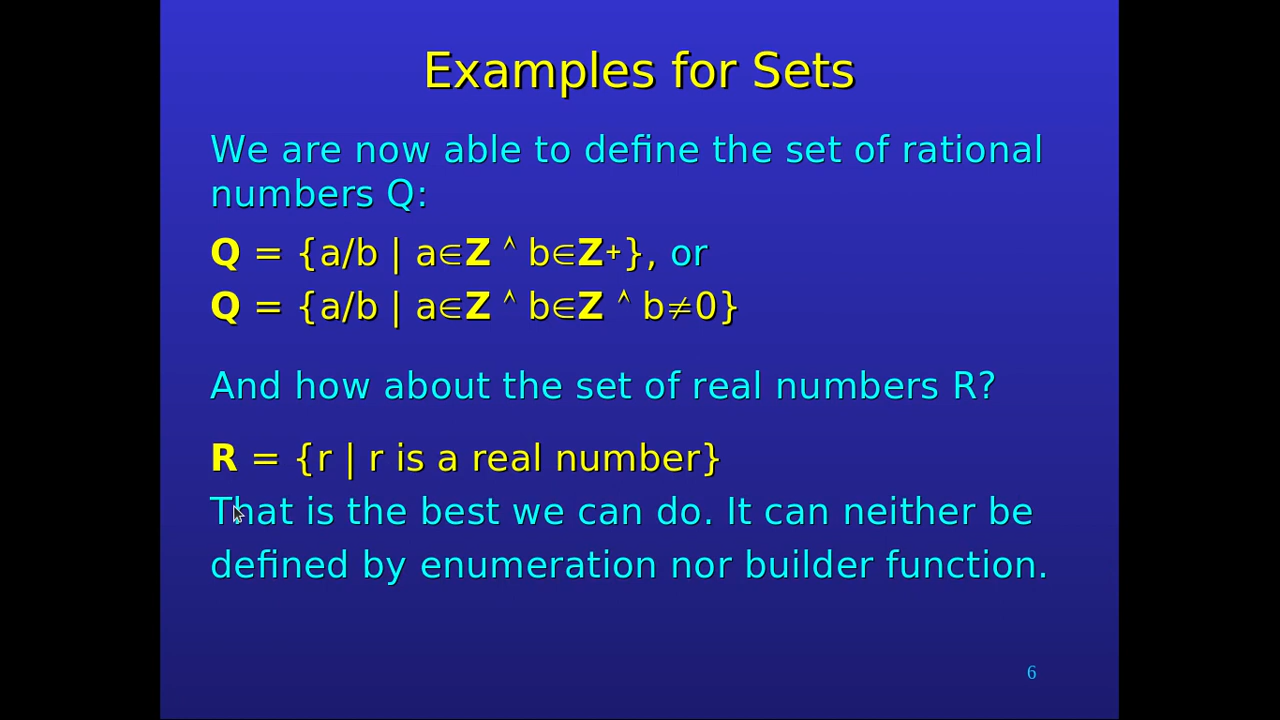 Examples for Sets
We are now able to define the set of rational
numbers Q:
Q = {a/b | a∈Z ^ b∈Z+}, or
Q = {a/b | a∈Z ^ b∈Z ^ b≠0}
And how about the set of real numbers R?
R = {r | r is a real number}
That is the best we can do. It can neither be
defined by enumeration nor builder function.
6